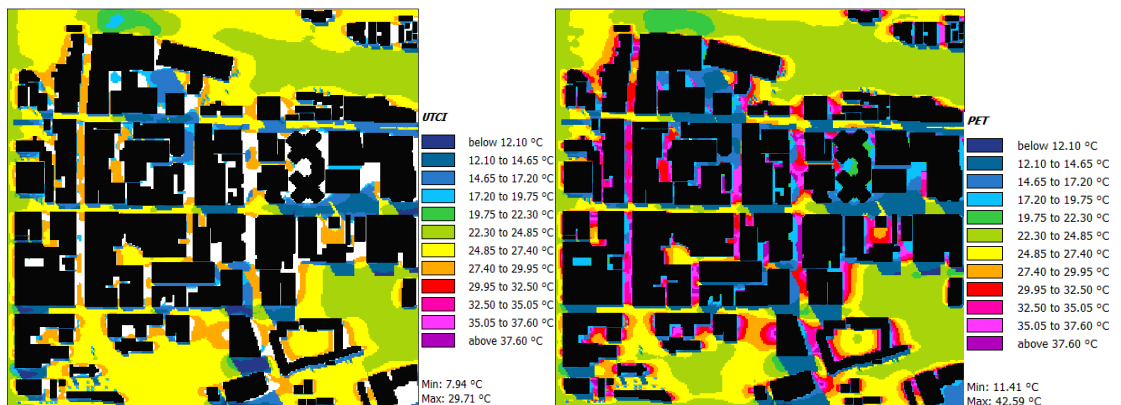 UTCI
below 12.10 °C
12.10 to 14.65 °C
14.65 to 17.20 °C
17.20 to 19.75 °C
19.75 to 22.30 °C
22.30 to 24.85 °C
24.85 to 27.40 °C
27.40 to 29.95 °C
29.95 to 32.50 °C
32.50 to 35.05 °C
35.05 to 37.60 °C
above 37.60 °C
Min: 7.94 °C
Max: 29.71 °C
PET
below 12.10 °C
12.10 to 14.65 °C
14.65 to 17.20 °C
17.20 to 19.75 °C
19.75 to 22.30 °C
22.30 to 24.85 °C
24.85 to 27.40 °C
27.40 to 29.95 °C
29.95 to 32.50 °C
32.50 to 35.05 °C
35.05 to 37.60 °C
above 37.60 °C
Min: 11.41 °C
Max: 42.59 °C